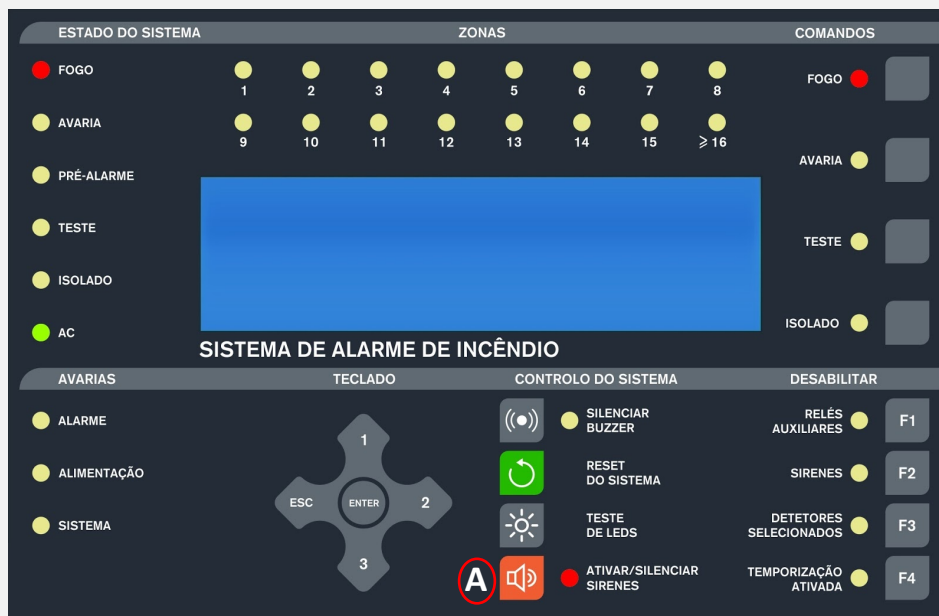 ESTADO DO SISTEMA
ZONAS
COMANDOS
FOGO
AVARIA
PRÉ-ALARME
TESTE
ISOLADO
AC
1 2 3 4 5 6 7 8
9 10 11 12 13 14 15 ⩾16
FOGO
AVARIA
TESTE
ISOLADO
SISTEMA DE ALARME DE INCÊNDIO
AVARIAS
TECLADO
CONTROLO DO SISTEMA
DESABILITAR
ALARME
ALIMENTAÇÃO
SISTEMA
1
ESC ENTER 2
3
SILENCIAR
BUZZER
RESET
DO SISTEMA
TESTE
DE LEDS
A
ATIVAR/SILENCIAR
SIRENES
RELÉS
AUXILIARES
F1
SIRENES F2
DETETORES
SELECIONADOS
F3
TEMPORIZAÇÃO
ATIVADA
F4